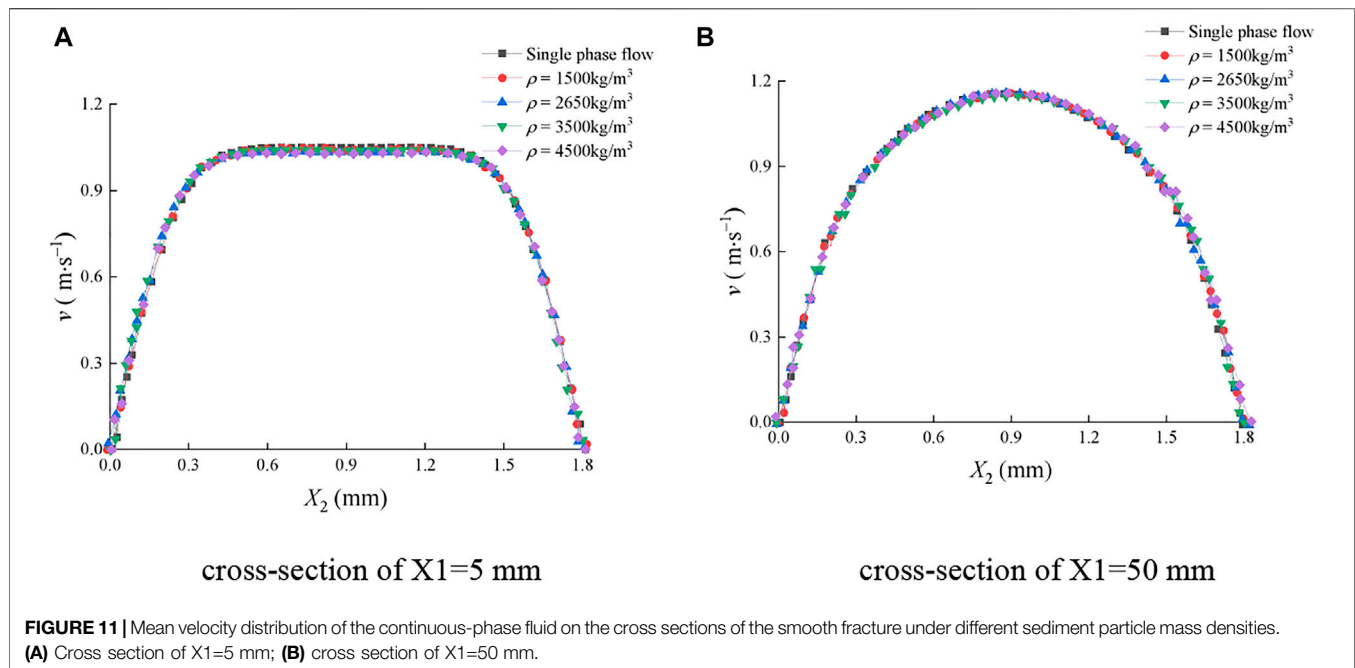 A
Single phase flow
ρ = 1500kg/m³
ρ = 2650kg/m³
ρ = 3500kg/m³
ρ = 4500kg/m³
1.2
0.9
0.6
0.3
0.0
v ( m·s⁻¹)
0.0 0.3 0.6 0.9 1.2 1.5 1.8
X₂ (mm)
cross-section of X1=5 mm
B
Single phase flow
ρ = 1500kg/m³
ρ = 2650kg/m³
ρ = 3500kg/m³
ρ = 4500kg/m³
1.2
0.9
0.6
0.3
0.0
v ( m·s⁻¹)
0.0 0.3 0.6 0.9 1.2 1.5 1.8
X₂ (mm)
cross-section of X1=50 mm
FIGURE 11 | Mean velocity distribution of the continuous-phase fluid on the cross sections of the smooth fracture under different sediment particle mass densities.
(A) Cross section of X1=5 mm; (B) cross section of X1=50 mm.